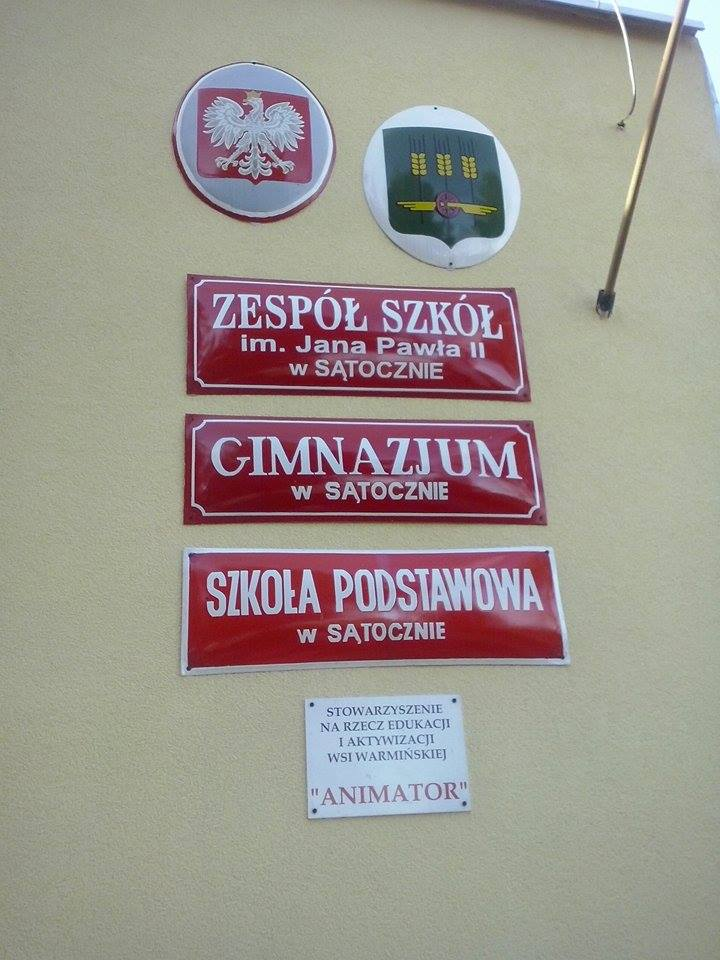 ZESPÓŁ SZKÓŁ
im. Jana Pawła II
w SĄTOCZNIE
GIMNAZJUM
w SĄTOCZNIE
SZKOŁA PODSTAWOWA
w SĄTOCZNIE
STOWARZYSZENIE
NA RZECZ EDUKACJI
I AKTYWIZACJI
WSI WARMIŃSKIEJ
"ANIMATOR"